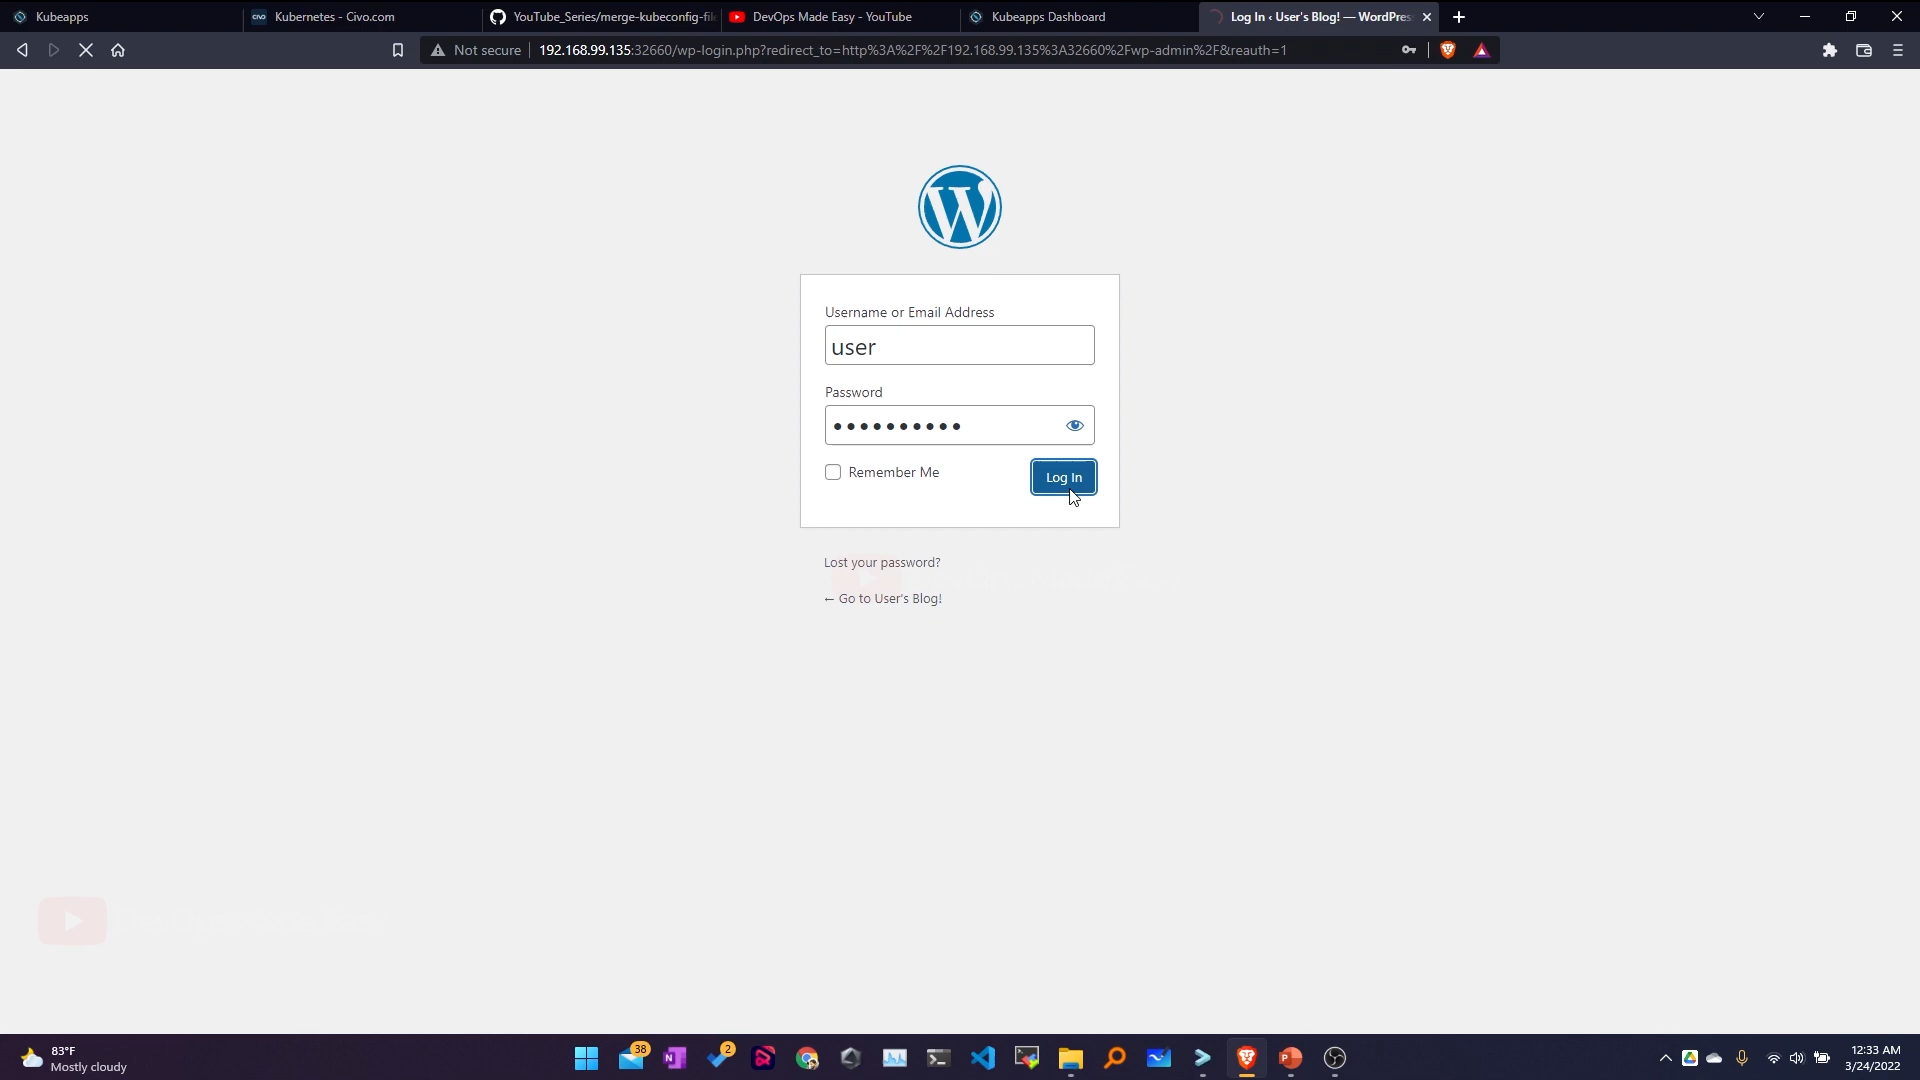 Kubeapps
Kubernetes - Civo.com
YouTube_Series/merge-kubeconfig-fil
DevOps Made Easy - YouTube
Kubeapps Dashboard
Log In ‹ User's Blog! — WordPres
Not secure
192.168.99.135:32660/wp-login.php?redirect_to=http%3A%2F%2F192.168.99.135%3A32660%2Fwp-admin%2F&reauth=1
Username or Email Address
user
Password
Remember Me
Log In
Lost your password?
← Go to User's Blog!
83°F
Mostly cloudy
38
2
12:33 AM
3/24/2022